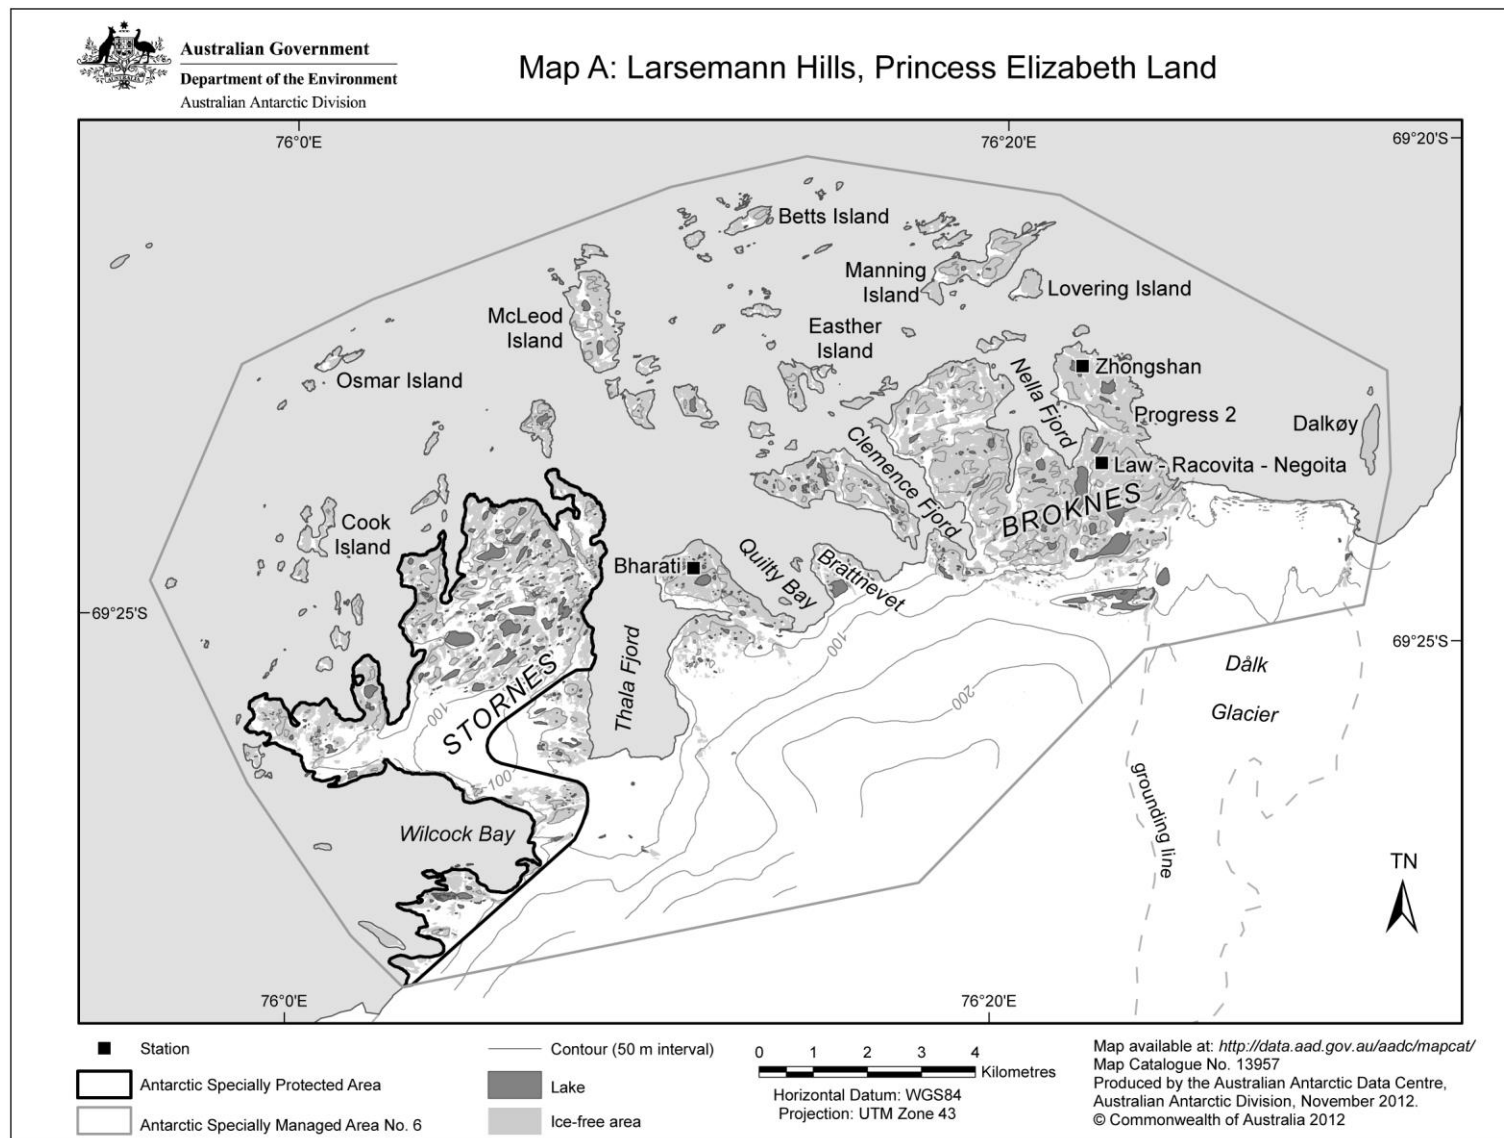 Australian Government
Department of the Environment
Australian Antarctic Division
Map A: Larsemann Hills, Princess Elizabeth Land
76°0'E
76°20'E
69°20'S
Betts Island
Manning
Island
Lovering Island
McLeod
Island
Easther
Island
Osmar Island
Nella Fjord
Zhongshan
Progress 2
Dalkøy
Clemence Fjord
Law - Racovita - Negoita
BROKNES
Cook
Island
Bharati
Quilty Bay
Brattnevet
69°25'S
69°25'S
100
Thala Fjord
STORNES
100
200
Dålk
Glacier
100
grounding line
Wilcock Bay
TN
76°0'E
76°20'E
Station
Antarctic Specially Protected Area
Antarctic Specially Managed Area No. 6
Contour (50 m interval)
Lake
Ice-free area
0 1 2 3 4
Kilometres
Horizontal Datum: WGS84
Projection: UTM Zone 43
Map available at: http://data.aad.gov.au/aadc/mapcat/
Map Catalogue No. 13957
Produced by the Australian Antarctic Data Centre,
Australian Antarctic Division, November 2012.
© Commonwealth of Australia 2012